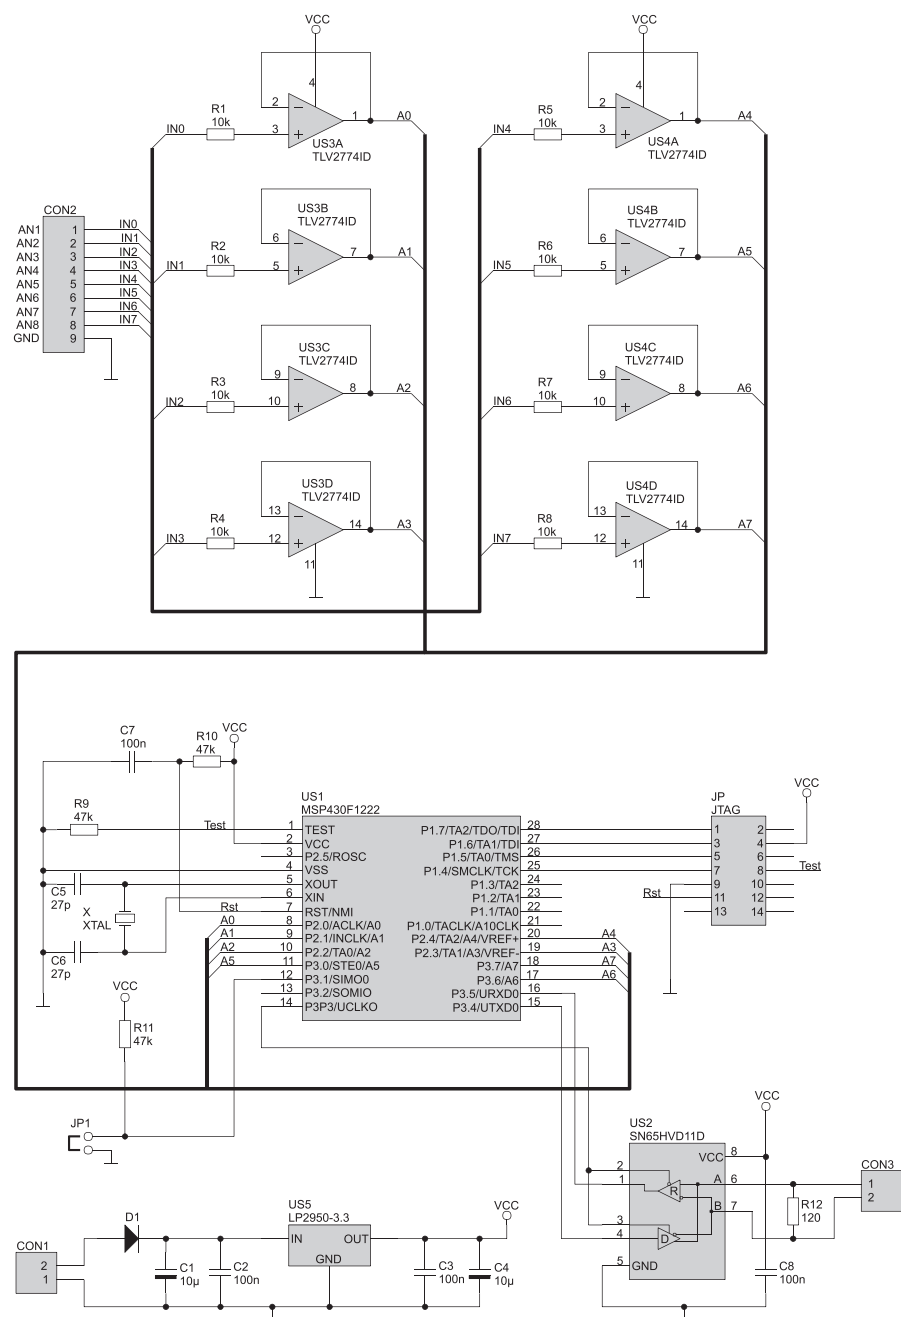 VCC VCC
4 4
2 1 A0 2 1 A4
R1 R5
10k 10k
IN0 3 IN4 3
US3A US4A
TLV2774ID TLV2774ID
US3B US4B
TLV2774ID TLV2774ID
6 7 A1 6 7 A5
R2 R6
10k 10k
IN1 5 IN5 5
CON2
AN1 1 IN0
AN2 2 IN1
AN3 3 IN2
AN4 4 IN3
AN5 5 IN4
AN6 6 IN5
AN7 7 IN6
AN8 8 IN7
GND 9
US3C US4C
TLV2774ID TLV2774ID
9 8 A2 9 8 A6
R3 R7
10k 10k
IN2 10 IN6 10
US3D US4D
TLV2774ID TLV2774ID
13 14 A3 13 14 A7
R4 R8
10k 10k
IN3 12 IN7 12
11 11
C7
100n
R10
47k
VCC
R9
47k
Test
C5
27p
X
XTAL
C6
27p
Rst
A0
A1
A2
A5
VCC
R11
47k
JP1
US1
MSP430F1222
1 TEST P1.7/TA2/TDO/TDI 28
2 VCC P1.6/TA1/TDI 27
3 P2.5/ROSC P1.5/TA0/TMS 26
4 VSS P1.4/SMCLK/TCK 25
5 XOUT P1.3/TA2 24
6 XIN P1.2/TA1 23
7 RST/NMI P1.1/TA0 22
8 P2.0/ACLK/A0 P1.0/TACLK/A10CLK 21
9 P2.1/INCLK/A1 P2.4/TA2/A4/VREF+ 20
10 P2.2/TA0/A2 P2.3/TA1/A3/VREF- 19
11 P3.0/STE0/A5 P3.7/A7 18
12 P3.1/SIMO0 P3.6/A6 17
13 P3.2/SOMIO P3.5/URXD0 16
14 P3P3/UCLKO P3.4/UTXD0 15
A4
A3
A7
A6
VCC
JP
JTAG
1 2
3 4
5 6
7 8 Test
9 10
Rst 11 12
13 14
VCC
US2
SN65HVD11D
VCC 8
2
1 R A 6
B 7
3
4 D
5 GND
CON3
1
2
R12
120
C8
100n
CON1
2
1
D1
C1
10µ
C2
100n
US5
LP2950-3.3
IN OUT
GND
C3
100n
C4
10µ
VCC